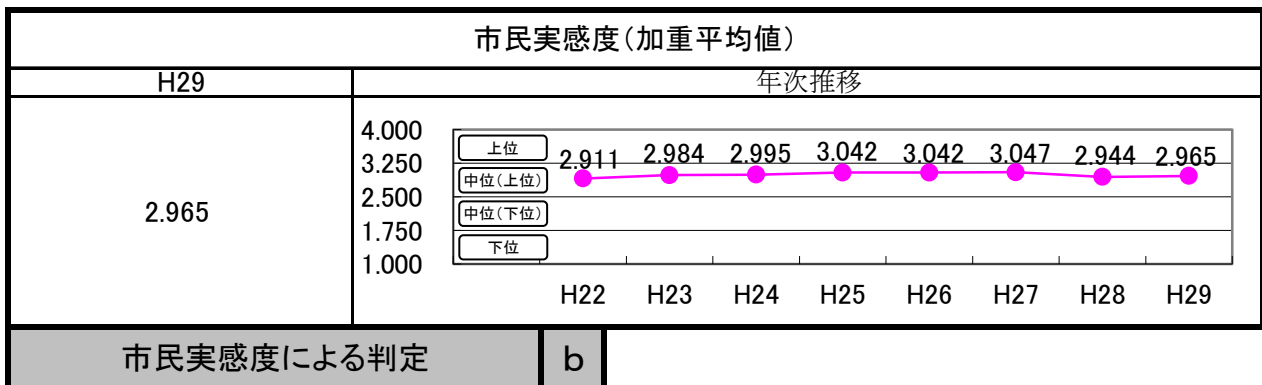 市民実感度（加重平均値）
H29 年次推移
2.965
4.000
3.250
2.500
1.750
1.000
上位
中位（上位）
中位（下位）
下位
2.911 2.984 2.995 3.042 3.042 3.047 2.944 2.965
H22 H23 H24 H25 H26 H27 H28 H29
市民実感度による判定 b